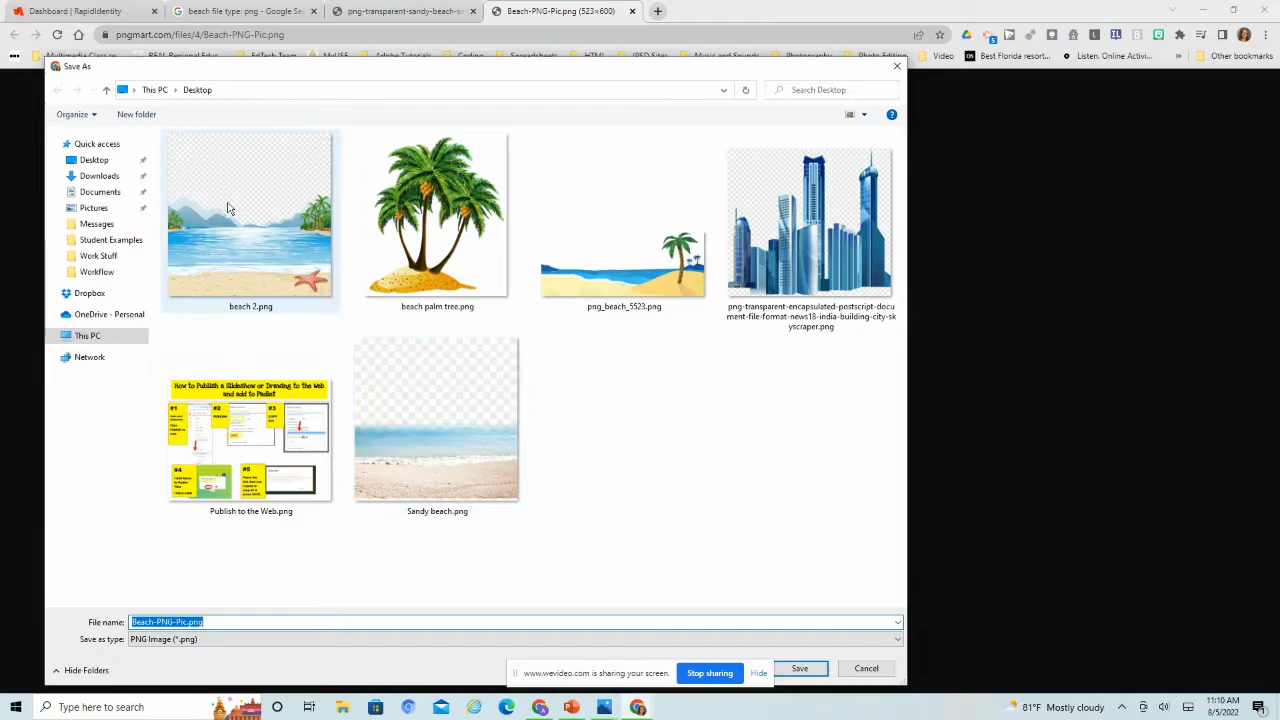 Dashboard | RapidIdentity
beach file type: png - Google Se
png-transparent-sandy-beach-se
Beach-PNG-Pic.png (523×600)
pngmart.com/files/4/Beach-PNG-Pic.png
Video
Best Florida resort...
Listen, Online Activi...
Other bookmarks
Save As
This PC
Desktop
Search Desktop
Organize
New folder
Quick access
Desktop
Downloads
Documents
Pictures
Messages
Student Examples
Work Stuff
Workflow
Dropbox
OneDrive - Personal
This PC
Network
beach 2.png
beach palm tree.png
png_beach_5523.png
png-transparent-encapsulated-postscript-docu
ment-file-format-news18-india-building-city-sk
yscraper.png
How to Publish a Slideshow or Drawing to the Web
and add to Padlet
#1
#2
#3
#4
#5
Publish to the Web.png
Sandy beach.png
File name:
Beach-PNG-Pic.png
Save as type:
PNG Image (*.png)
Hide Folders
www.wevideo.com is sharing your screen.
Stop sharing
Hide
Save
Cancel
Type here to search
81°F Mostly cloudy
11:10 AM
8/5/2022